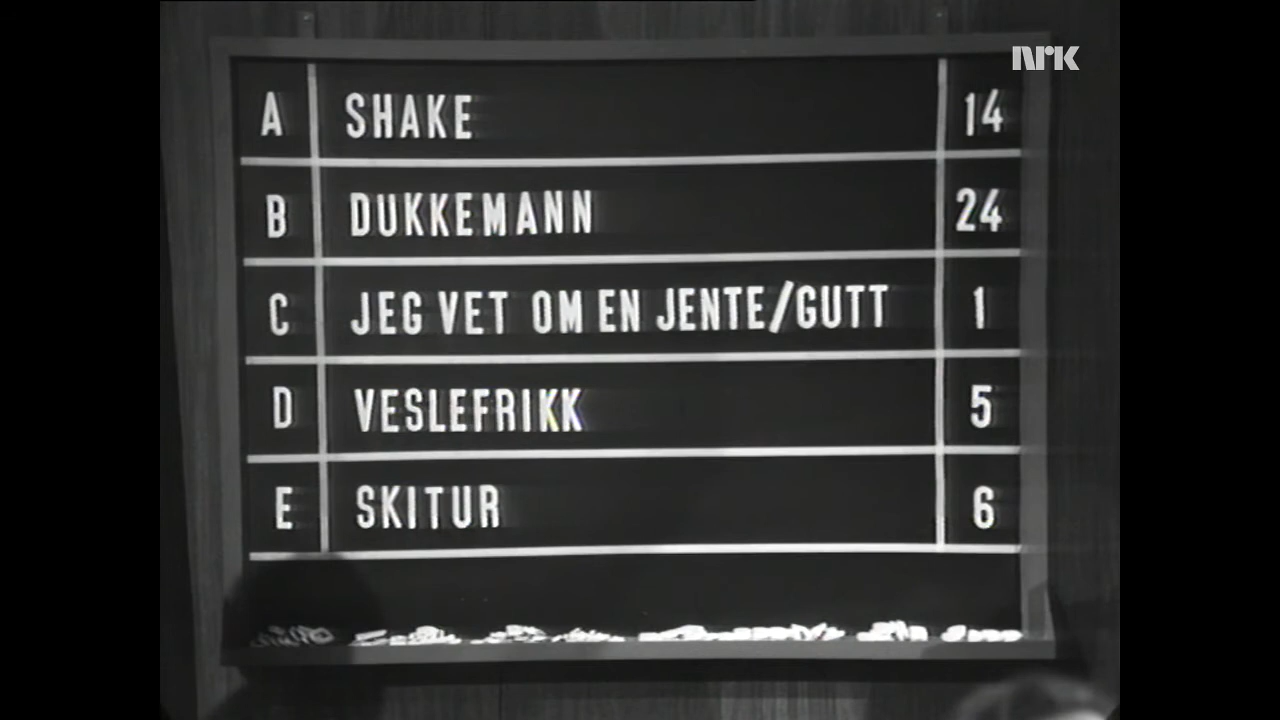 nrk
A SHAKE 14
B DUKKEMANN 24
C JEG VET OM EN JENTE/GUTT 1
D VESLEFRIKK 5
E SKITUR 6